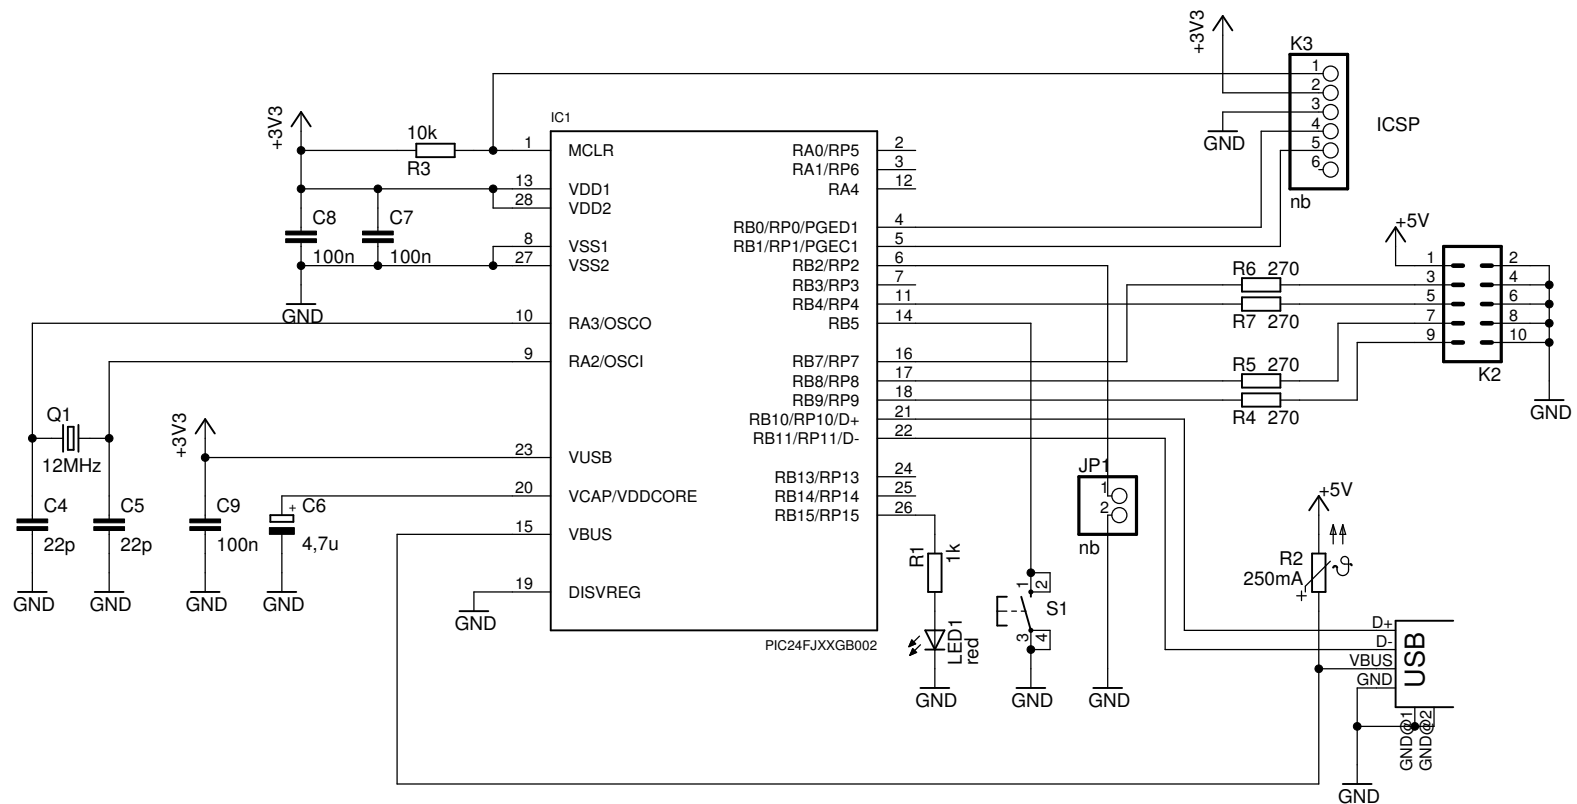 +3V3
K3
1
2
3
4
5
6
ICSP
nb
GND
+3V3
10k
R3
IC1
1 MCLR
13 VDD1
28 VDD2
8 VSS1
27 VSS2
10 RA3/OSCO
9 RA2/OSCI
23 VUSB
20 VCAP/VDDCORE
15 VBUS
19 DISVREG
RA0/RP5 2
RA1/RP6 3
RA4 12
RB0/RP0/PGED1 4
RB1/RP1/PGEC1 5
RB2/RP2 6
RB3/RP3 7
RB4/RP4 11
RB5 14
RB7/RP7 16
RB8/RP8 17
RB9/RP9 18
RB10/RP10/D+ 21
RB11/RP11/D- 22
RB13/RP13 24
RB14/RP14 25
RB15/RP15 26
PIC24FJXXGB002
C8
100n
C7
100n
GND
Q1
12MHz
C4
22p
GND
C5
22p
GND
+3V3
C9
100n
GND
+ C6
4,7u
GND
GND
R6 270
R7 270
R5 270
R4 270
+5V
1 2
3 4
5 6
7 8
9 10
K2
GND
JP1
1
2
nb
GND
R1
1k
LED1
red
GND
1 2
3 4
S1
GND
+5V
R2
250mA
+
D+
D-
VBUS
GND
USB
GND@1
GND@2
GND